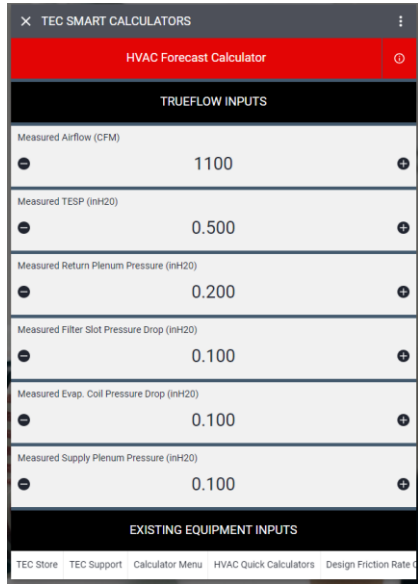 TEC SMART CALCULATORS
HVAC Forecast Calculator
TRUEFLOW INPUTS
Measured Airflow (CFM)
1100
Measured TESP (inH20)
0.500
Measured Return Plenum Pressure (inH20)
0.200
Measured Filter Slot Pressure Drop (inH20)
0.100
Measured Evap. Coil Pressure Drop (inH20)
0.100
Measured Supply Plenum Pressure (inH20)
0.100
EXISTING EQUIPMENT INPUTS
TEC Store TEC Support Calculator Menu HVAC Quick Calculators Design Friction Rate